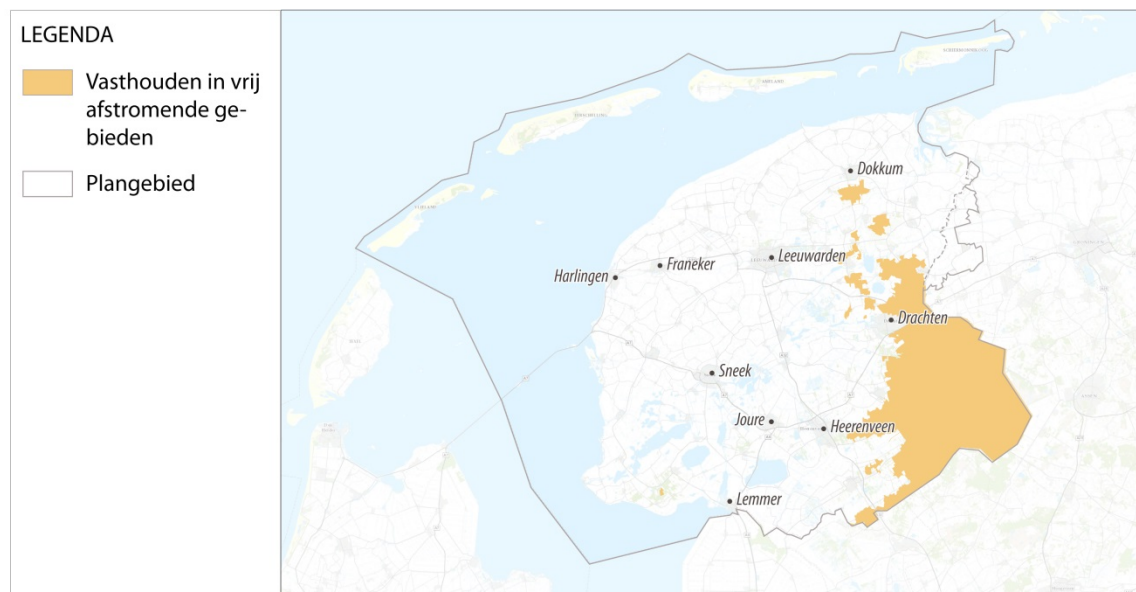 LEGENDA
Vasthouden in vrij
afstromende ge-
bieden
Plangebied
Dokkum
Leeuwarden
Franeker
Harlingen
Drachten
Sneek
Joure
Heerenveen
Lemmer